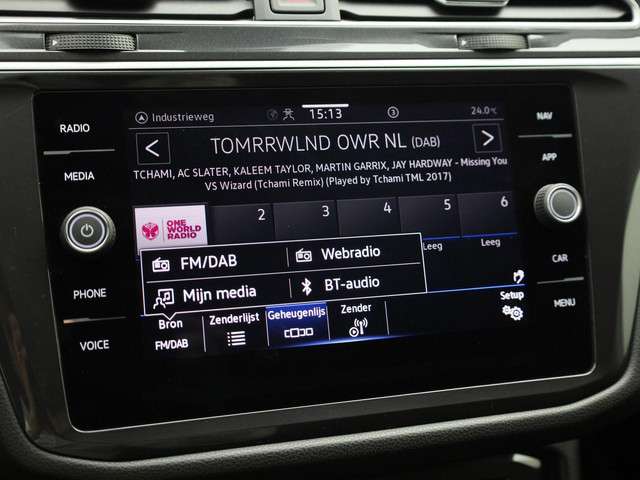 RADIO
MEDIA
PHONE
VOICE
NAV
APP
CAR
MENU
Industrieweg
15:13
3
24.0°C
TOMRRWLND OWR NL (DAB)
TCHAMI, AC SLATER, KALEEM TAYLOR, MARTIN GARRIX, JAY HARDWAY - Missing You
VS Wizard (Tchami Remix) (Played by Tchami TML 2017)
ONE
WORLD
RADIO
2
3
4
5
6
Leeg
Leeg
FM/DAB
Webradio
Mijn media
BT-audio
Bron
FM/DAB
Zenderlijst
Geheugenlijs
Zender
Setup